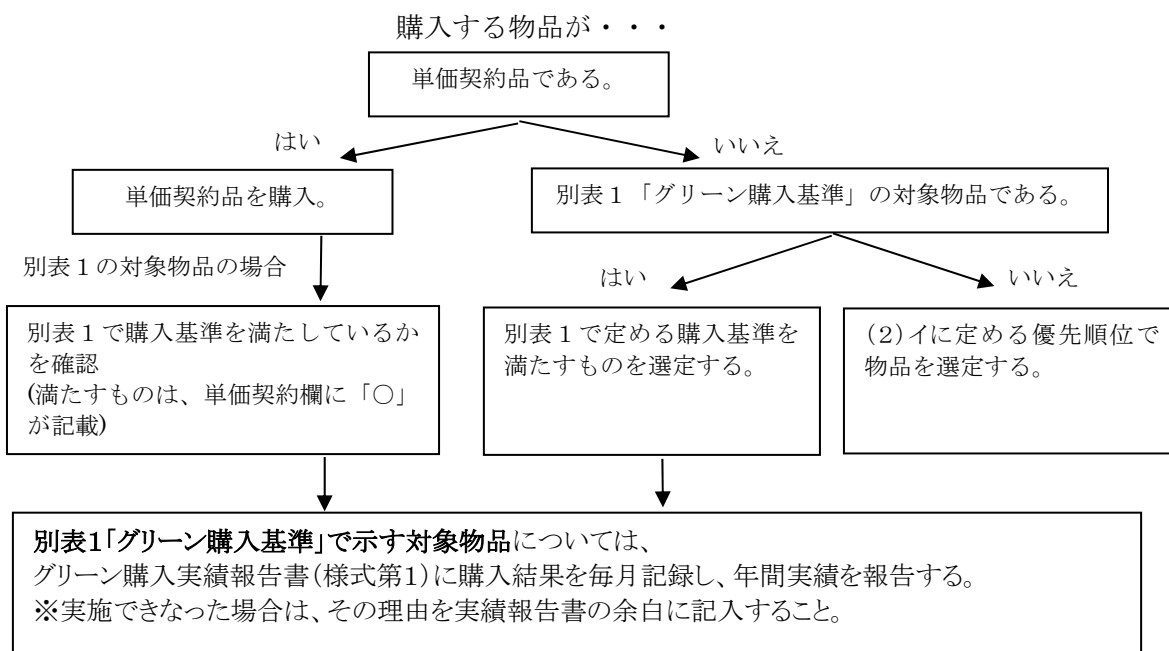 購入する物品が・・・
単価契約品である。
はい
いいえ
単価契約品を購入。
別表１「グリーン購入基準」の対象物品である。
別表１の対象物品の場合
はい
いいえ
別表１で購入基準を満たしているか
を確認
(満たすものは、単価契約欄に「〇」
が記載)
別表１で定める購入基準を
満たすものを選定する。
(２)イに定める優先順位で
物品を選定する。
別表1「グリーン購入基準」で示す対象物品については、
グリーン購入実績報告書(様式第1)に購入結果を毎月記録し、年間実績を報告する。
※実施できなった場合は、その理由を実績報告書の余白に記入すること。